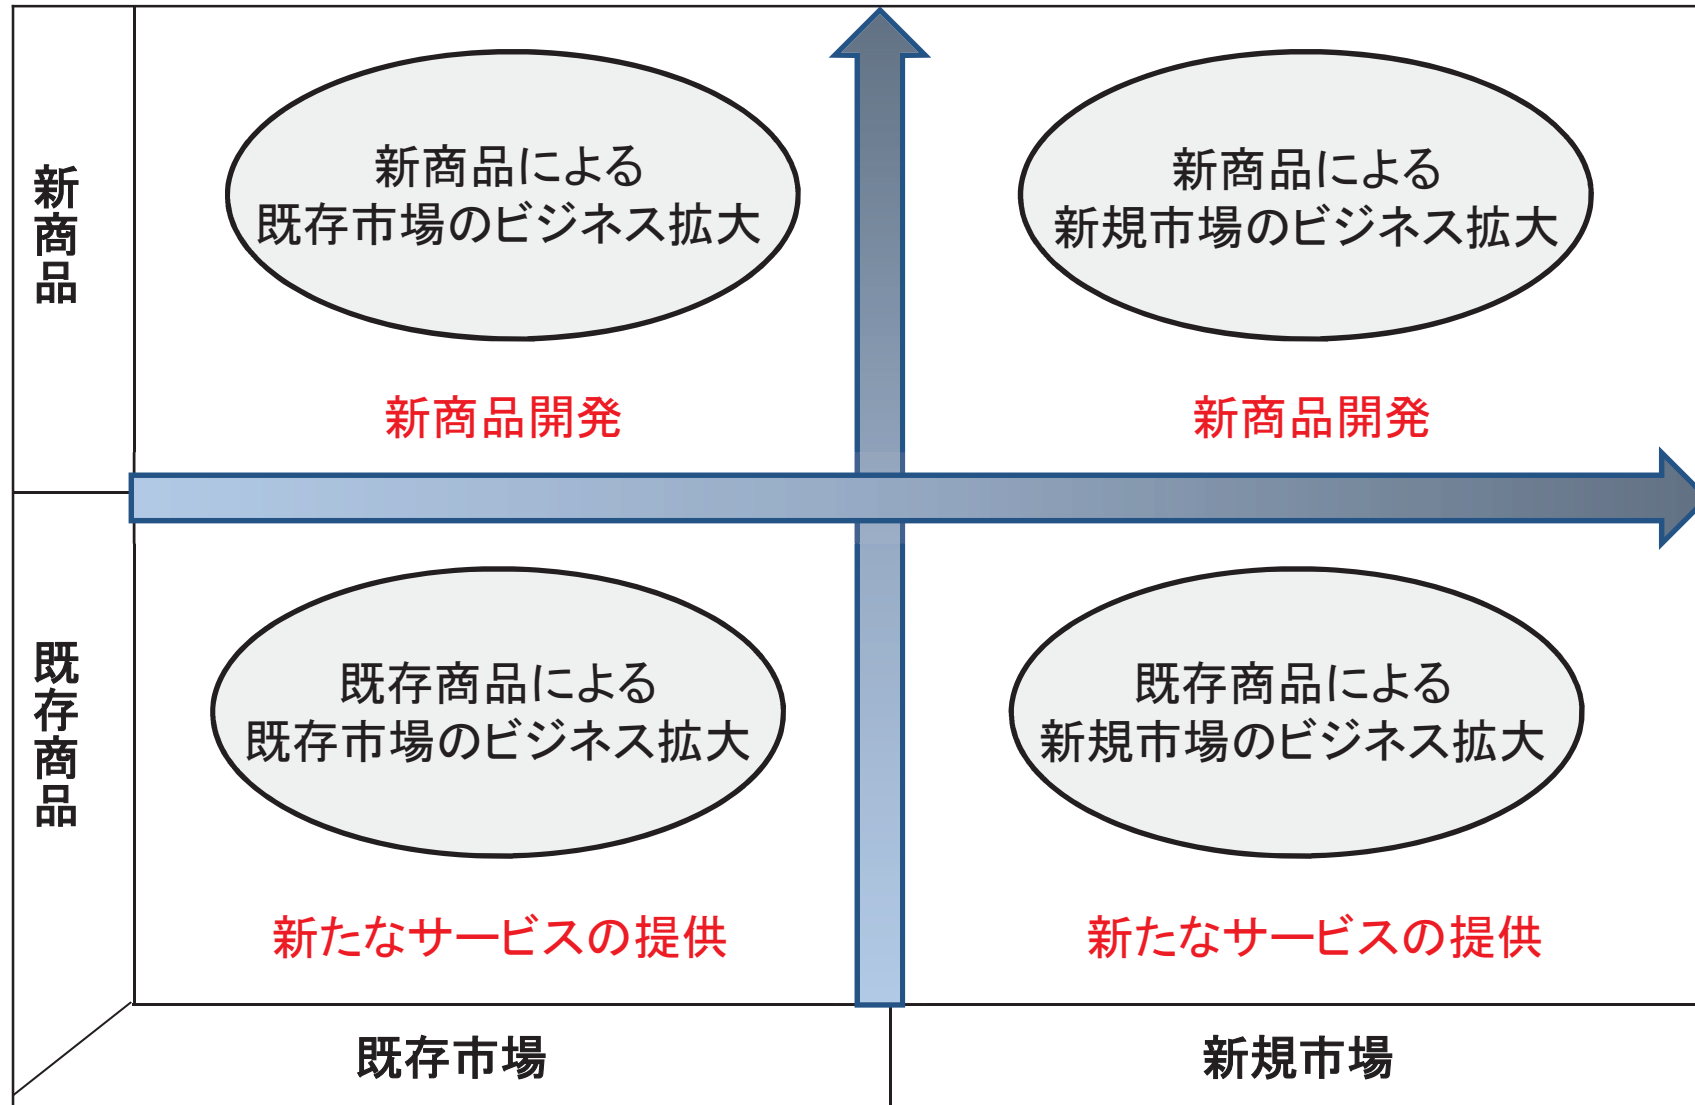 新商品
新商品による
既存市場のビジネス拡大
新商品開発
新商品による
新規市場のビジネス拡大
新商品開発
既存商品
既存商品による
既存市場のビジネス拡大
新たなサービスの提供
既存商品による
新規市場のビジネス拡大
新たなサービスの提供
既存市場
新規市場